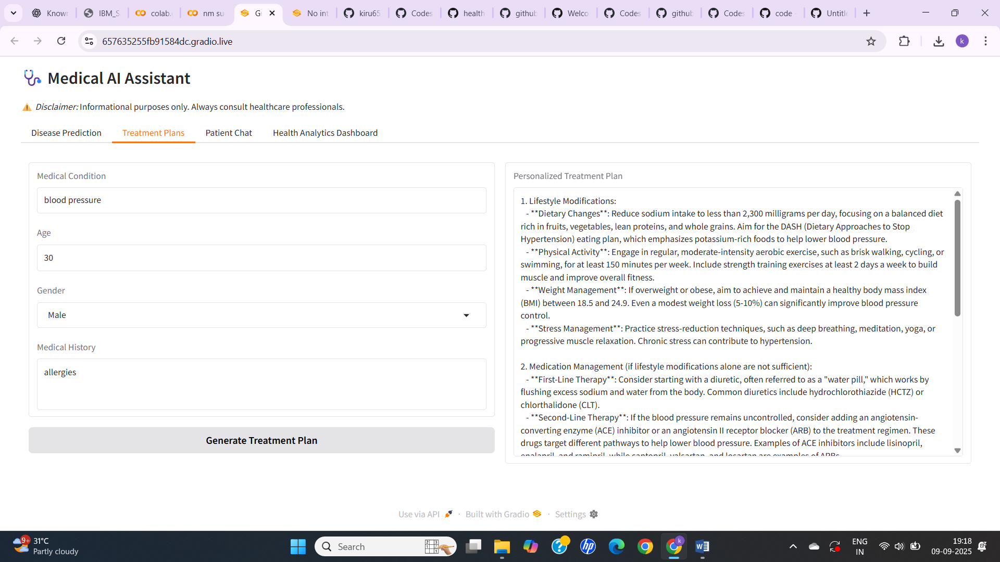 Known
IBM_S
colab.
nm su
G
No int
kiru65
Codes
health
github
Welco
Codes
github
Codes
code -
Untitle
657635255fb91584dc.gradio.live
k
Medical AI Assistant
Disclaimer: Informational purposes only. Always consult healthcare professionals.
Disease Prediction
Treatment Plans
Patient Chat
Health Analytics Dashboard
Medical Condition
blood pressure
Age
30
Gender
Male
Medical History
allergies
Generate Treatment Plan
Personalized Treatment Plan
1. Lifestyle Modifications:
- **Dietary Changes**: Reduce sodium intake to less than 2,300 milligrams per day, focusing on a balanced diet
rich in fruits, vegetables, lean proteins, and whole grains. Aim for the DASH (Dietary Approaches to Stop
Hypertension) eating plan, which emphasizes potassium-rich foods to help lower blood pressure.
- **Physical Activity**: Engage in regular, moderate-intensity aerobic exercise, such as brisk walking, cycling, or
swimming, for at least 150 minutes per week. Include strength training exercises at least 2 days a week to build
muscle and improve overall fitness.
- **Weight Management**: If overweight or obese, aim to achieve and maintain a healthy body mass index
(BMI) between 18.5 and 24.9. Even a modest weight loss (5-10%) can significantly improve blood pressure
control.
- **Stress Management**: Practice stress-reduction techniques, such as deep breathing, meditation, yoga, or
progressive muscle relaxation. Chronic stress can contribute to hypertension.
2. Medication Management (if lifestyle modifications alone are not sufficient):
- **First-Line Therapy**: Consider starting with a diuretic, often referred to as a "water pill," which works by
flushing excess sodium and water from the body. Common diuretics include hydrochlorothiazide (HCTZ) or
chlorthalidone (CLT).
- **Second-Line Therapy**: If the blood pressure remains uncontrolled, consider adding an angiotensin-
converting enzyme (ACE) inhibitor or an angiotensin II receptor blocker (ARB) to the treatment regimen. These
drugs target different pathways to help lower blood pressure. Examples of ACE inhibitors include lisinopril,
enalapril, and ramipril, while captopril, valsartan, and losartan are examples of ARBs.
Use via API · Built with Gradio · Settings
9+
31°C
Partly cloudy
Search
hp
k
ENG
IN
19:18
09-09-2025